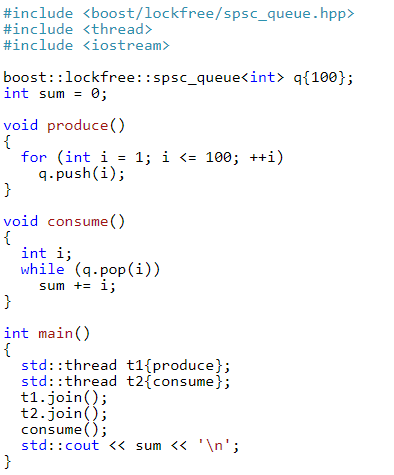 #include <boost/lockfree/spsc_queue.hpp>
#include <thread>
#include <iostream>

boost::lockfree::spsc_queue<int> q{100};
int sum = 0;

void produce()
{
  for (int i = 1; i <= 100; ++i)
    q.push(i);
}

void consume()
{
  int i;
  while (q.pop(i))
    sum += i;
}

int main()
{
  std::thread t1{produce};
  std::thread t2{consume};
  t1.join();
  t2.join();
  consume();
  std::cout << sum << '\n';
}